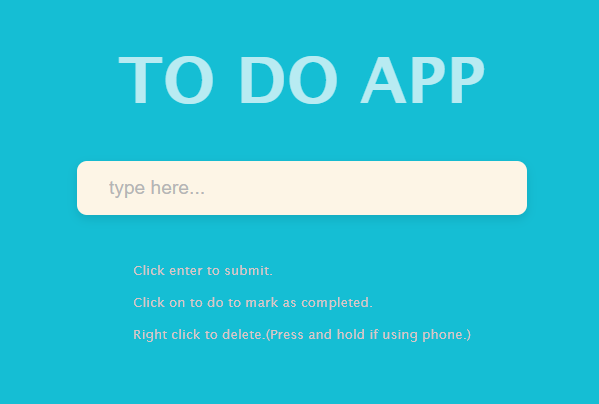 TO DO APP
type here...
Click enter to submit.
Click on to do to mark as completed.
Right click to delete.(Press and hold if using phone.)